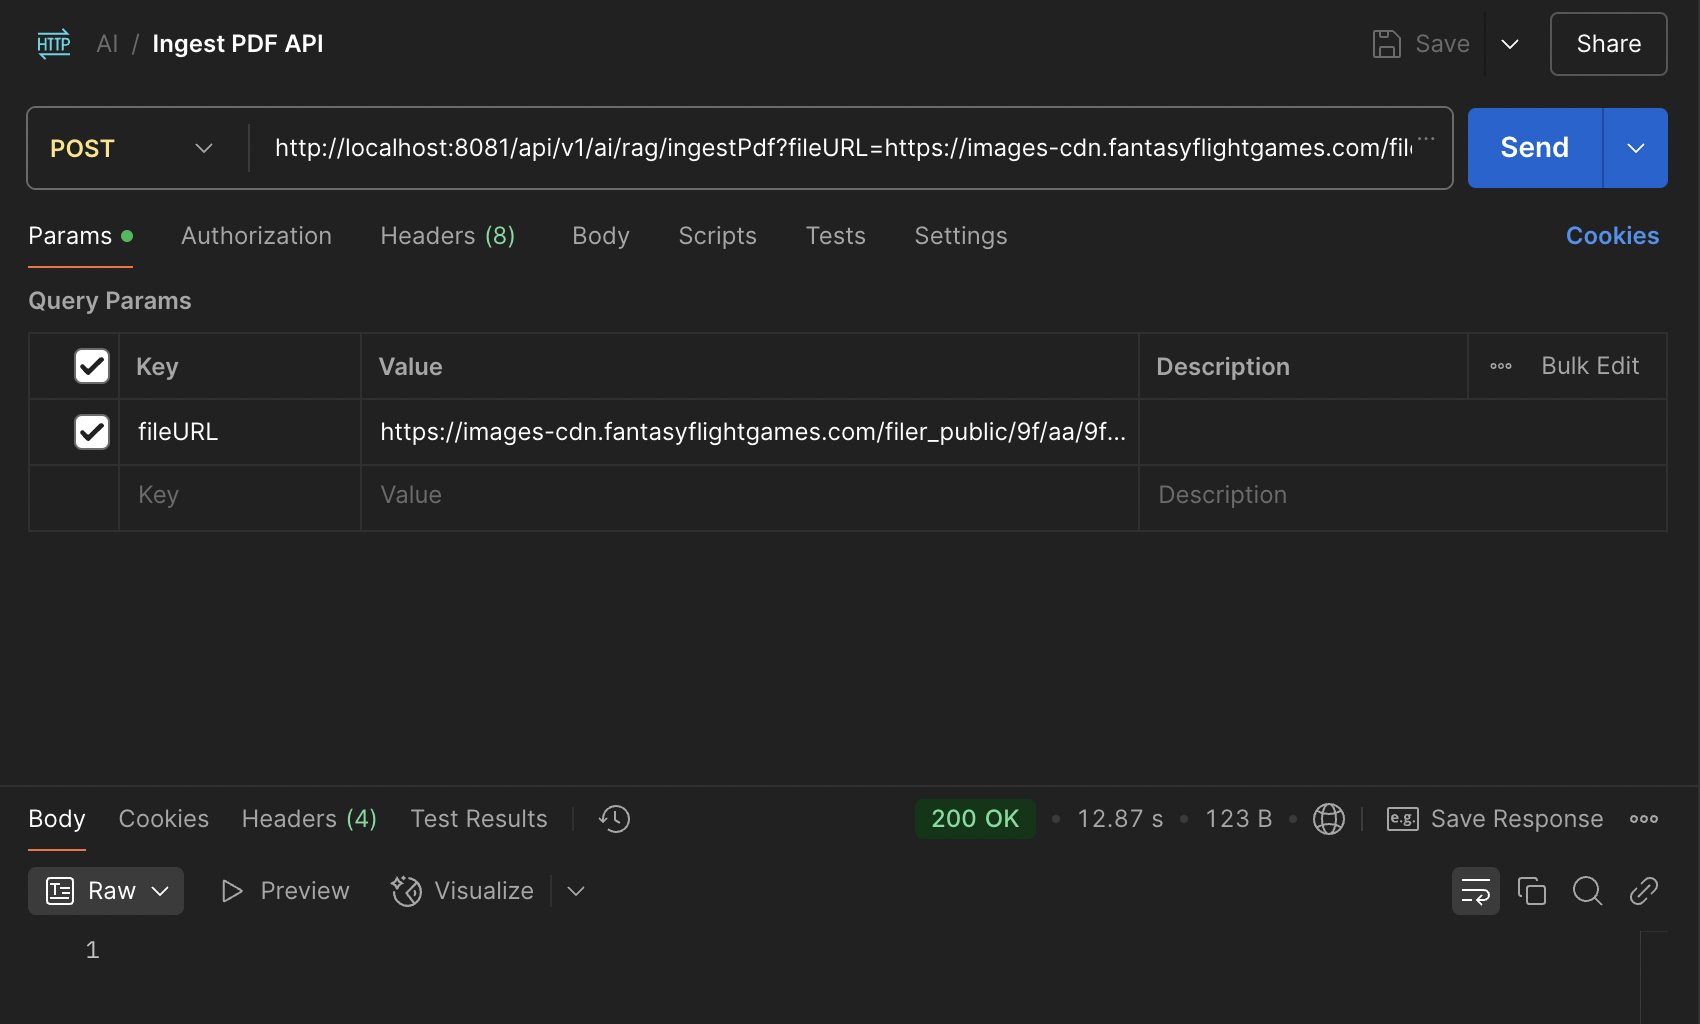 HTTP AI / Ingest PDF API Save Share
POST http://localhost:8081/api/v1/ai/rag/ingestPdf?fileURL=https://images-cdn.fantasyflightgames.com/file ... Send
Params Authorization Headers (8) Body Scripts Tests Settings Cookies
Query Params
Key Value Description Bulk Edit
fileURL https://images-cdn.fantasyflightgames.com/filer_public/9f/aa/9f...
Key Value Description
Body Cookies Headers (4) Test Results 200 OK • 12.87 s • 123 B • e.g. Save Response
Raw Preview Visualize
1